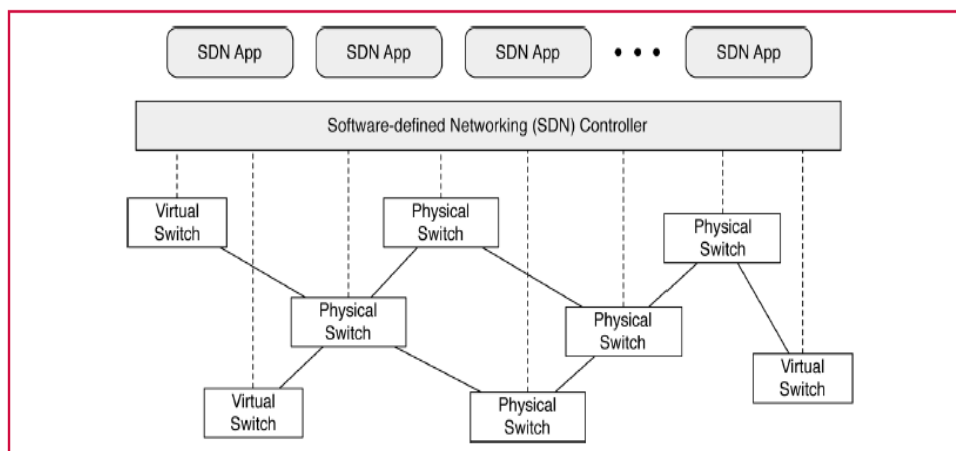 SDN App
SDN App
SDN App
• • •
SDN App
Software-defined Networking (SDN) Controller
Virtual
Switch
Physical
Switch
Physical
Switch
Physical
Switch
Physical
Switch
Virtual
Switch
Virtual
Switch
Physical
Switch